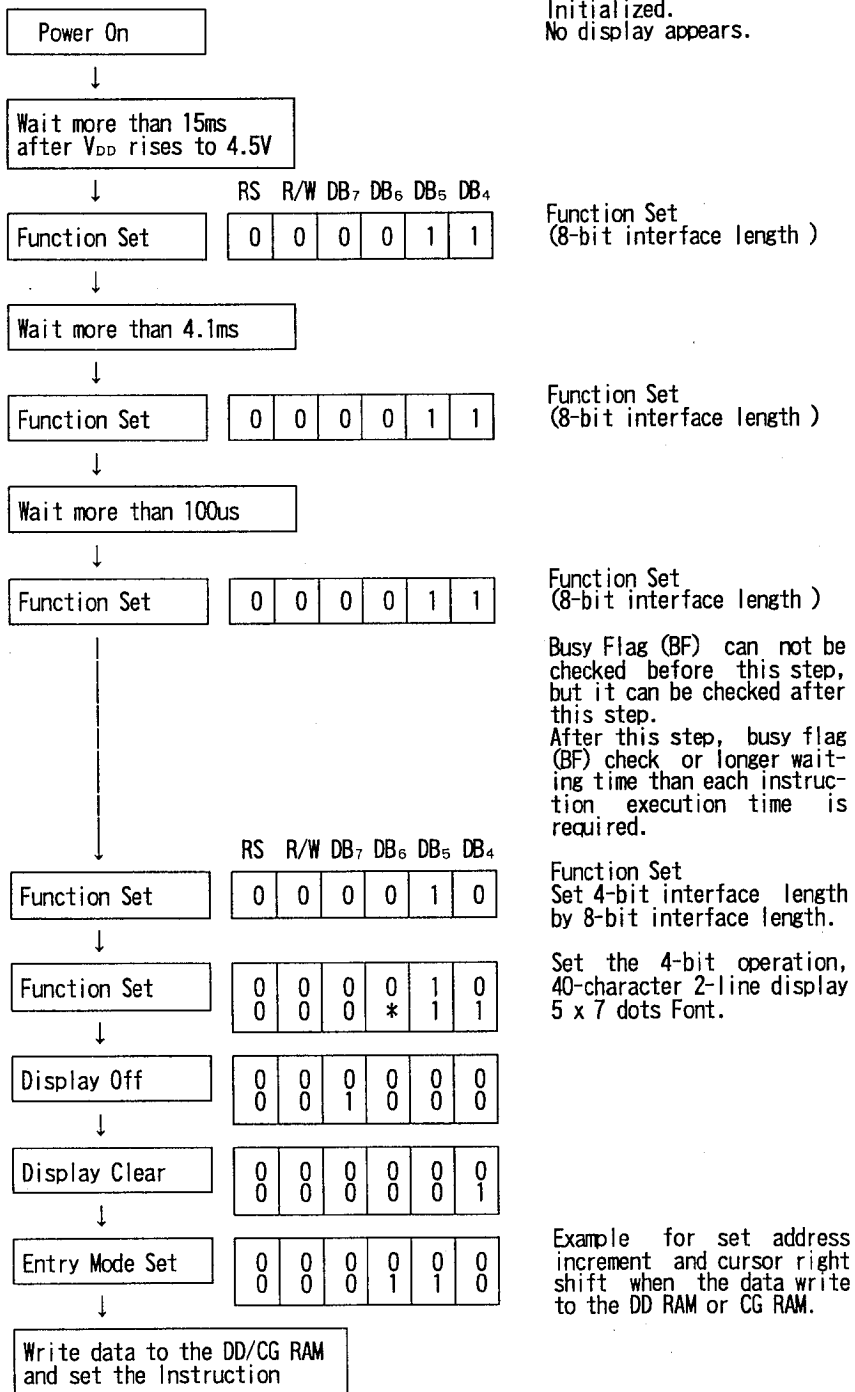 Initialized.
Power On
No display appears.
↓
Wait more than 15ms
after VDD rises to 4.5V
↓
RS R/W DB7 DB6 DB5 DB4
Function Set
0 0 0 0 1 1
Function Set
(8-bit interface length )
↓
Wait more than 4.1ms
↓
Function Set
0 0 0 0 1 1
Function Set
(8-bit interface length )
↓
Wait more than 100us
↓
Function Set
0 0 0 0 1 1
Function Set
(8-bit interface length )
Busy Flag (BF) can not be
checked before this step,
but it can be checked after
this step.
After this step, busy flag
(BF) check or longer wait-
ing time than each instruc-
tion execution time is
required.
↓
RS R/W DB7 DB6 DB5 DB4
Function Set
0 0 0 0 1 0
Function Set
Set 4-bit interface length
by 8-bit interface length.
↓
Function Set
0 0 0 0 1 0
0 0 0 * 1 1
Set the 4-bit operation,
40-character 2-line display
5 x 7 dots Font.
↓
Display Off
0 0 0 0 0 0
0 0 1 0 0 0
↓
Display Clear
0 0 0 0 0 0
0 0 0 0 0 1
↓
Entry Mode Set
0 0 0 0 0 0
0 0 0 1 1 0
Example for set address
increment and cursor right
shift when the data write
to the DD RAM or CG RAM.
↓
Write data to the DD/CG RAM
and set the Instruction